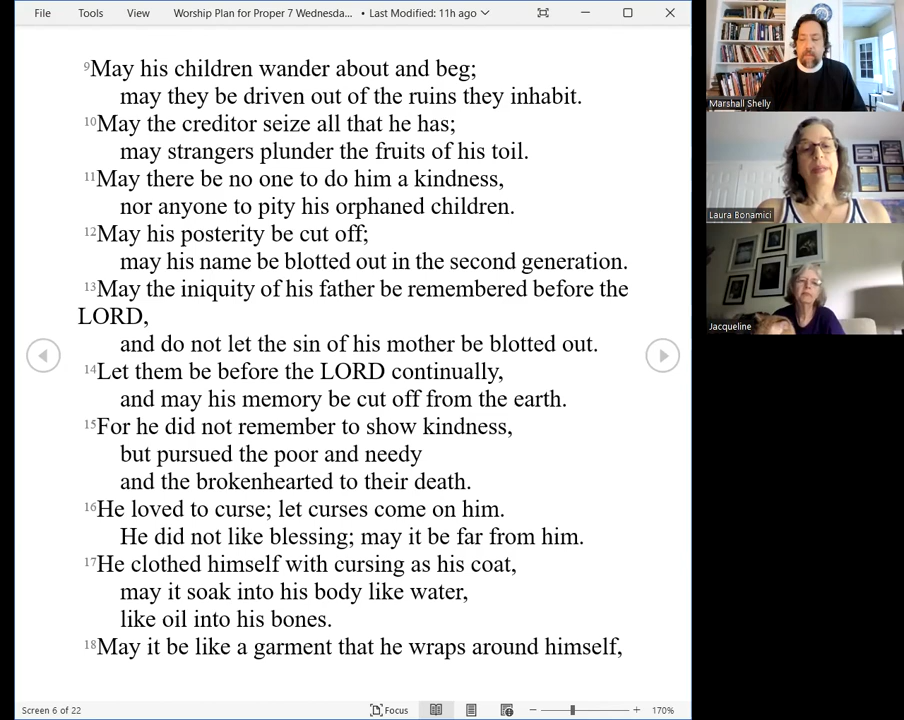 File Tools Worship Plan for Proper 7 Wednesda... • Last Modified: 11h ago
9May his children wander about and beg;
may they be driven out of the ruins they inhabit.
10May the creditor seize all that he has;
may strangers plunder the fruits of his toil.
11May there be no one to do him a kindness,
nor anyone to pity his orphaned children.
12May his posterity be cut off;
may his name be blotted out in the second generation.
13May the iniquity of his father be remembered before the
LORD,
and do not let the sin of his mother be blotted out.
14Let them be before the LORD continually,
and may his memory be cut off from the earth.
15For he did not remember to show kindness,
but pursued the poor and needy
and the brokenhearted to their death.
16He loved to curse; let curses come on him.
He did not like blessing; may it be far from him.
17He clothed himself with cursing as his coat,
may it soak into his body like water,
like oil into his bones.
18May it be like a garment that he wraps around himself,
Screen 6 of 22 Focus 170%
Marshall Shelly
Laura Bonamici
Jacqueline